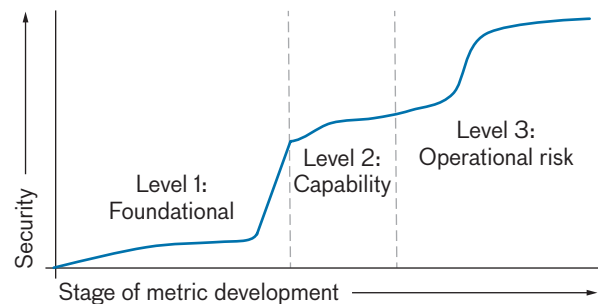 Security
Level 1:
Foundational
Level 2:
Capability
Level 3:
Operational risk
Stage of metric development